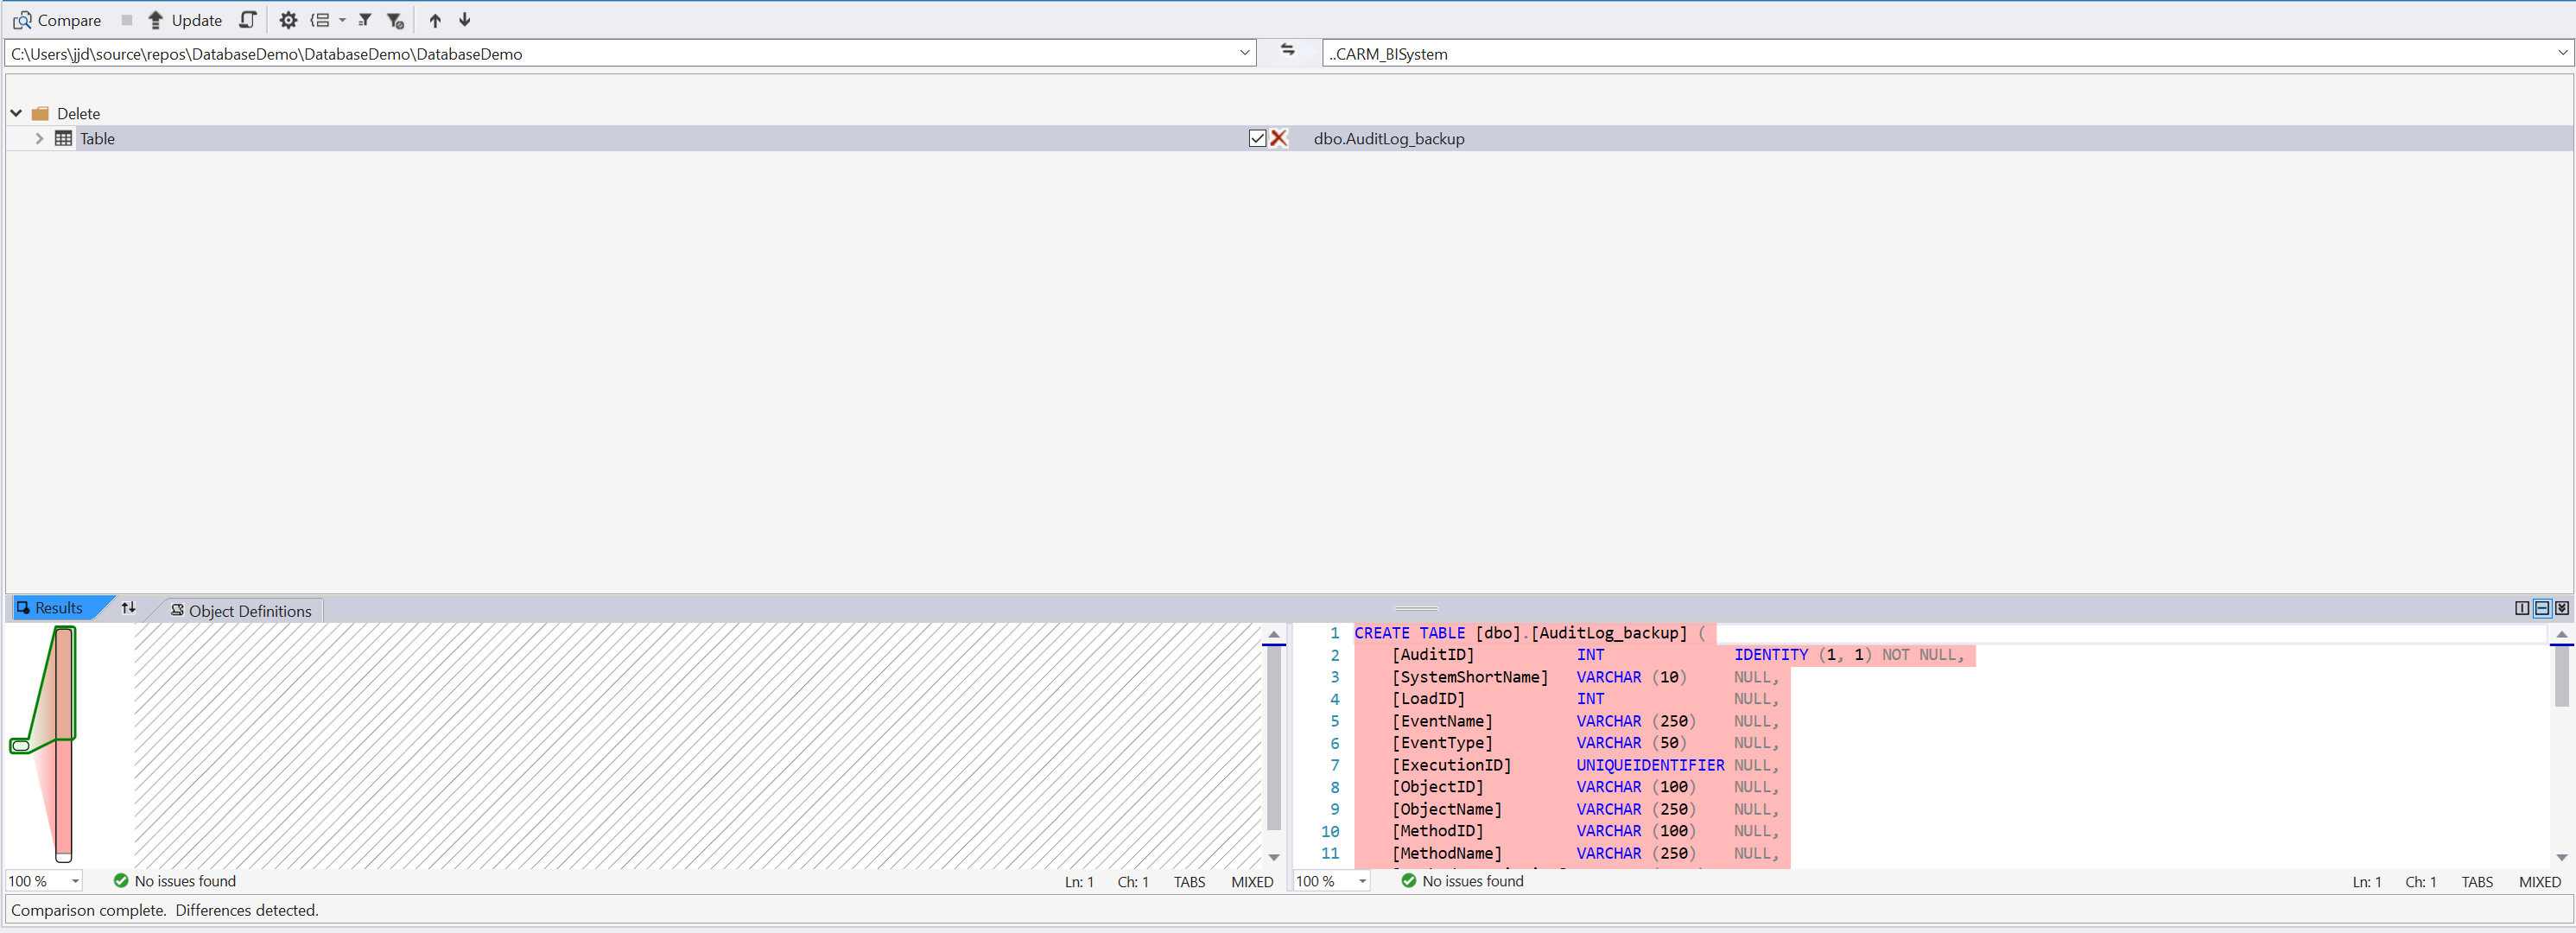 Compare Update
C:\Users\jjd\source\repos\DatabaseDemo\DatabaseDemo\DatabaseDemo ..CARM_BISystem
Delete
Table dbo.AuditLog_backup
Results Object Definitions
1 CREATE TABLE [dbo].[AuditLog_backup] (
2 [AuditID] INT IDENTITY (1, 1) NOT NULL,
3 [SystemShortName] VARCHAR (10) NULL,
4 [LoadID] INT NULL,
5 [EventName] VARCHAR (250) NULL,
6 [EventType] VARCHAR (50) NULL,
7 [ExecutionID] UNIQUEIDENTIFIER NULL,
8 [ObjectID] VARCHAR (100) NULL,
9 [ObjectName] VARCHAR (250) NULL,
10 [MethodID] VARCHAR (100) NULL,
11 [MethodName] VARCHAR (250) NULL,
100 % No issues found Ln: 1 Ch: 1 TABS MIXED 100 % No issues found Ln: 1 Ch: 1 TABS MIXED
Comparison complete. Differences detected.